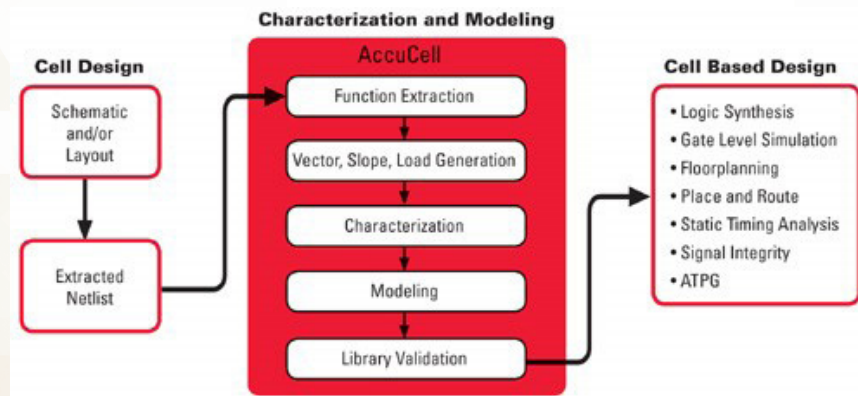 Characterization and Modeling
Cell Design
Schematic
and/or
Layout
Extracted
Netlist
AccuCell
Function Extraction
Vector, Slope, Load Generation
Characterization
Modeling
Library Validation
Cell Based Design
• Logic Synthesis
• Gate Level Simulation
• Floorplanning
• Place and Route
• Static Timing Analysis
• Signal Integrity
• ATPG